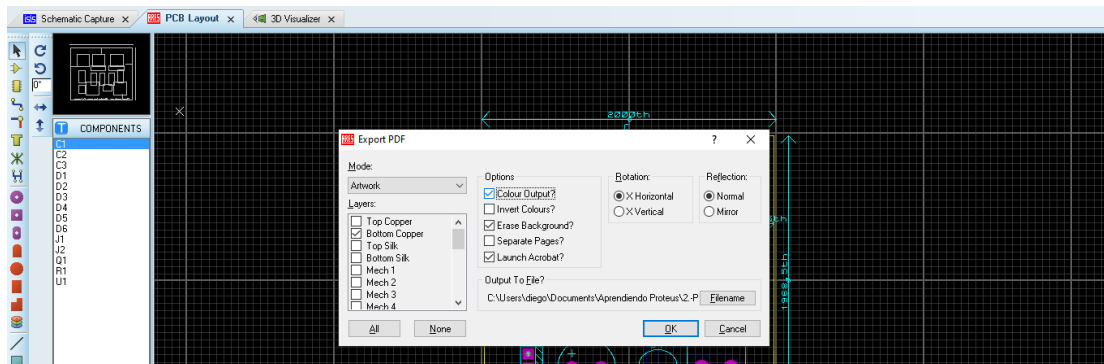 Schematic Capture x PCB Layout x 3D Visualizer x
0°
COMPONENTS
C1
C2
C3
D1
D2
D3
D4
D5
D6
J1
J2
Q1
R1
U1
2000th
1968.5th
Export PDF ? ×
Mode:
Artwork
Layers:
Top Copper
Bottom Copper
Top Silk
Bottom Silk
Mech 1
Mech 2
Mech 3
Mech 4
All None
Options
Colour Output?
Invert Colours?
Erase Background?
Separate Pages?
Launch Acrobat?
Rotation:
X Horizontal
X Vertical
Reflection:
Normal
Mirror
Output To File?
C:\Users\diego\Documents\Aprendiendo Proteus\2.-P Filename
OK Cancel